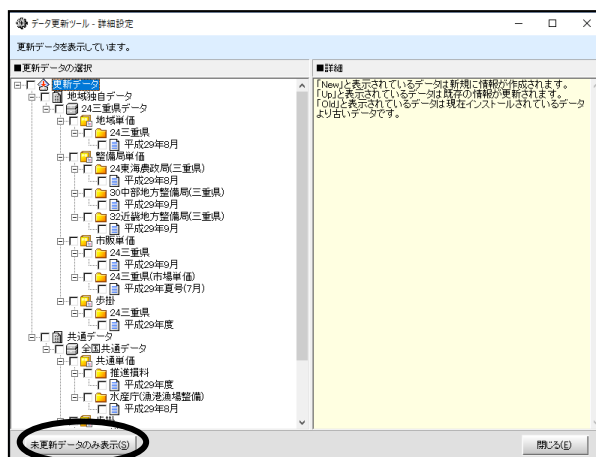 データ更新ツール - 詳細設定
更新データを表示しています。
■更新データの選択
更新データ
地域独自データ
24三重県データ
地域単価
24三重県
平成29年8月
整備局単価
24東海農政局(三重県)
平成29年8月
30中部地方整備局(三重県)
平成29年9月
32近畿地方整備局(三重県)
平成29年9月
市販単価
24三重県
平成29年9月
24三重県(市場単価)
平成29年夏号(7月)
歩掛
24三重県
平成29年度
共通データ
全国共通データ
共通単価
推進損料
平成29年度
水産庁(漁港漁場整備)
平成29年8月
■詳細
「New」と表示されているデータは新規に情報が作成されます。
「Up」と表示されているデータは既存の情報が更新されます。
「Old」と表示されているデータは現在インストールされているデータ
より古いデータです。
未更新データのみ表示(S)
閉じる(E)